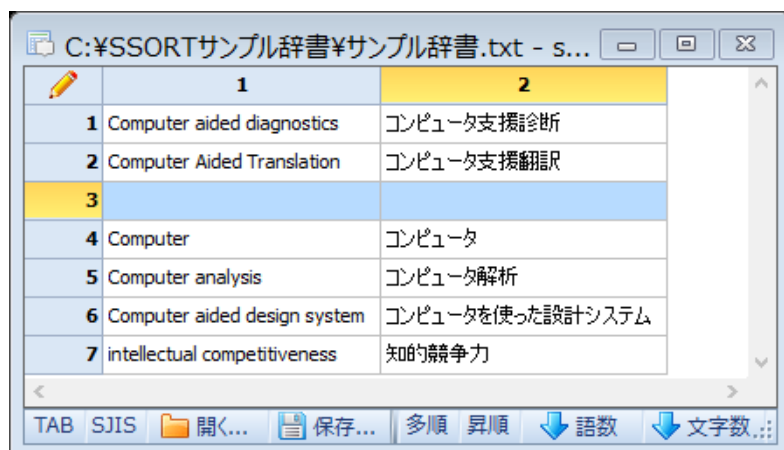 C:¥SSORTサンプル辞書¥サンプル辞書.txt - s...
1 2
1 Computer aided diagnostics コンピュータ支援診断
2 Computer Aided Translation コンピュータ支援翻訳
3
4 Computer コンピュータ
5 Computer analysis コンピュータ解析
6 Computer aided design system コンピュータを使った設計システム
7 intellectual competitiveness 知的競争力
TAB SJIS 開く... 保存... 多順 昇順 語数 文字数